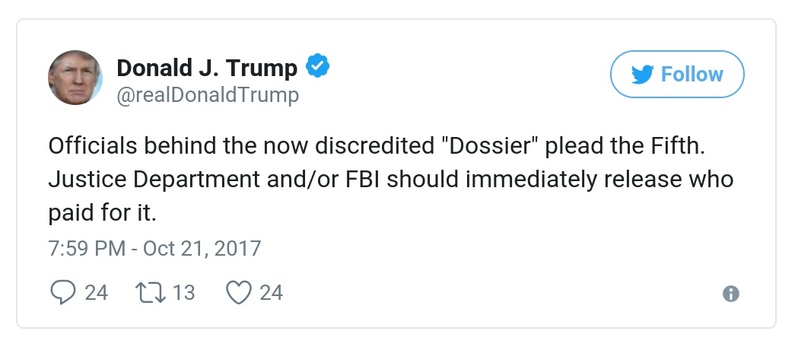 Donald J. Trump
@realDonaldTrump
Follow
Officials behind the now discredited "Dossier" plead the Fifth.
Justice Department and/or FBI should immediately release who
paid for it.
7:59 PM - Oct 21, 2017
24 13 24